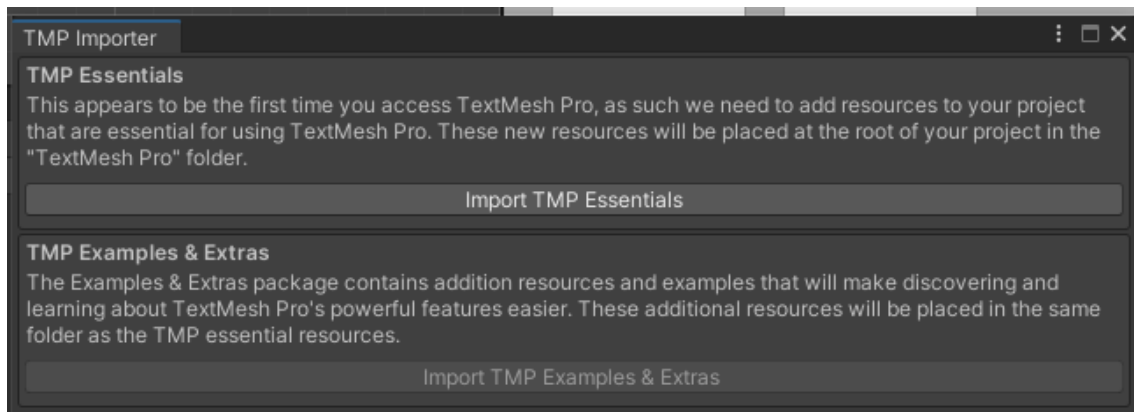 TMP Importer
TMP Essentials
This appears to be the first time you access TextMesh Pro, as such we need to add resources to your project
that are essential for using TextMesh Pro. These new resources will be placed at the root of your project in the
"TextMesh Pro" folder.
Import TMP Essentials
TMP Examples & Extras
The Examples & Extras package contains addition resources and examples that will make discovering and
learning about TextMesh Pro's powerful features easier. These additional resources will be placed in the same
folder as the TMP essential resources.
Import TMP Examples & Extras